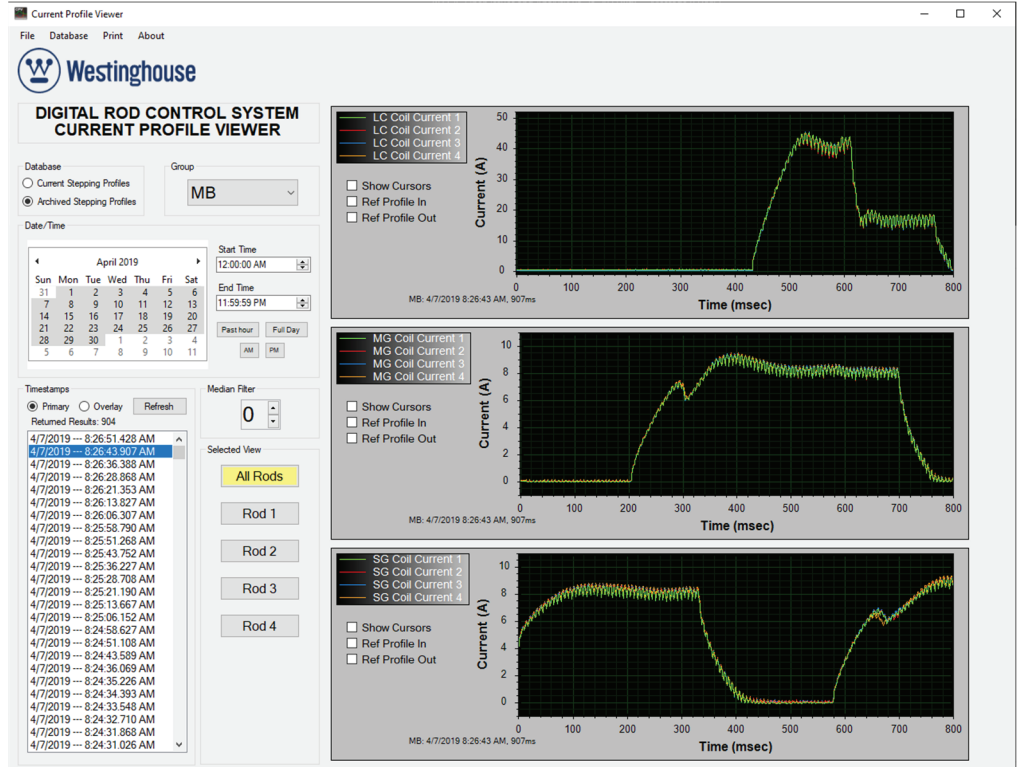 Current Profile Viewer
File Database Print About
Westinghouse
DIGITAL ROD CONTROL SYSTEM
CURRENT PROFILE VIEWER
Database
Current Stepping Profiles
Archived Stepping Profiles
Group
MB
Date/Time
April 2019
Sun Mon Tue Wed Thu Fri Sat
31 1 2 3 4 5 6
7 8 9 10 11 12 13
14 15 16 17 18 19 20
21 22 23 24 25 26 27
28 29 30 1 2 3 4
5 6 7 8 9 10 11
Start Time
12:00:00 AM
End Time
11:59:59 PM
Past hour Full Day
AM PM
Timestamps
Primary Overlay Refresh
Returned Results: 904
4/7/2019 --- 8:26:51.428 AM
4/7/2019 --- 8:26:43.907 AM
4/7/2019 --- 8:26:36.388 AM
4/7/2019 --- 8:26:28.868 AM
4/7/2019 --- 8:26:21.353 AM
4/7/2019 --- 8:26:13.827 AM
4/7/2019 --- 8:26:06.307 AM
4/7/2019 --- 8:25:58.790 AM
4/7/2019 --- 8:25:51.268 AM
4/7/2019 --- 8:25:43.752 AM
4/7/2019 --- 8:25:36.227 AM
4/7/2019 --- 8:25:28.708 AM
4/7/2019 --- 8:25:21.190 AM
4/7/2019 --- 8:25:13.667 AM
4/7/2019 --- 8:25:06.152 AM
4/7/2019 --- 8:24:58.627 AM
4/7/2019 --- 8:24:51.108 AM
4/7/2019 --- 8:24:43.589 AM
4/7/2019 --- 8:24:36.069 AM
4/7/2019 --- 8:24:35.226 AM
4/7/2019 --- 8:24:34.393 AM
4/7/2019 --- 8:24:33.548 AM
4/7/2019 --- 8:24:32.710 AM
4/7/2019 --- 8:24:31.868 AM
4/7/2019 --- 8:24:31.026 AM
Median Filter
0
Selected View
All Rods
Rod 1
Rod 2
Rod 3
Rod 4
LC Coil Current 1
LC Coil Current 2
LC Coil Current 3
LC Coil Current 4
Show Cursors
Ref Profile In
Ref Profile Out
Current (A)
50
40
30
20
10
0
0 100 200 300 400 500 600 700 800
MB: 4/7/2019 8:26:43 AM, 907ms
Time (msec)
MG Coil Current 1
MG Coil Current 2
MG Coil Current 3
MG Coil Current 4
Show Cursors
Ref Profile In
Ref Profile Out
Current (A)
10
8
6
4
2
0
0 100 200 300 400 500 600 700 800
MB: 4/7/2019 8:26:43 AM, 907ms
Time (msec)
SG Coil Current 1
SG Coil Current 2
SG Coil Current 3
SG Coil Current 4
Show Cursors
Ref Profile In
Ref Profile Out
Current (A)
10
8
6
4
2
0
0 100 200 300 400 500 600 700 800
MB: 4/7/2019 8:26:43 AM, 907ms
Time (msec)